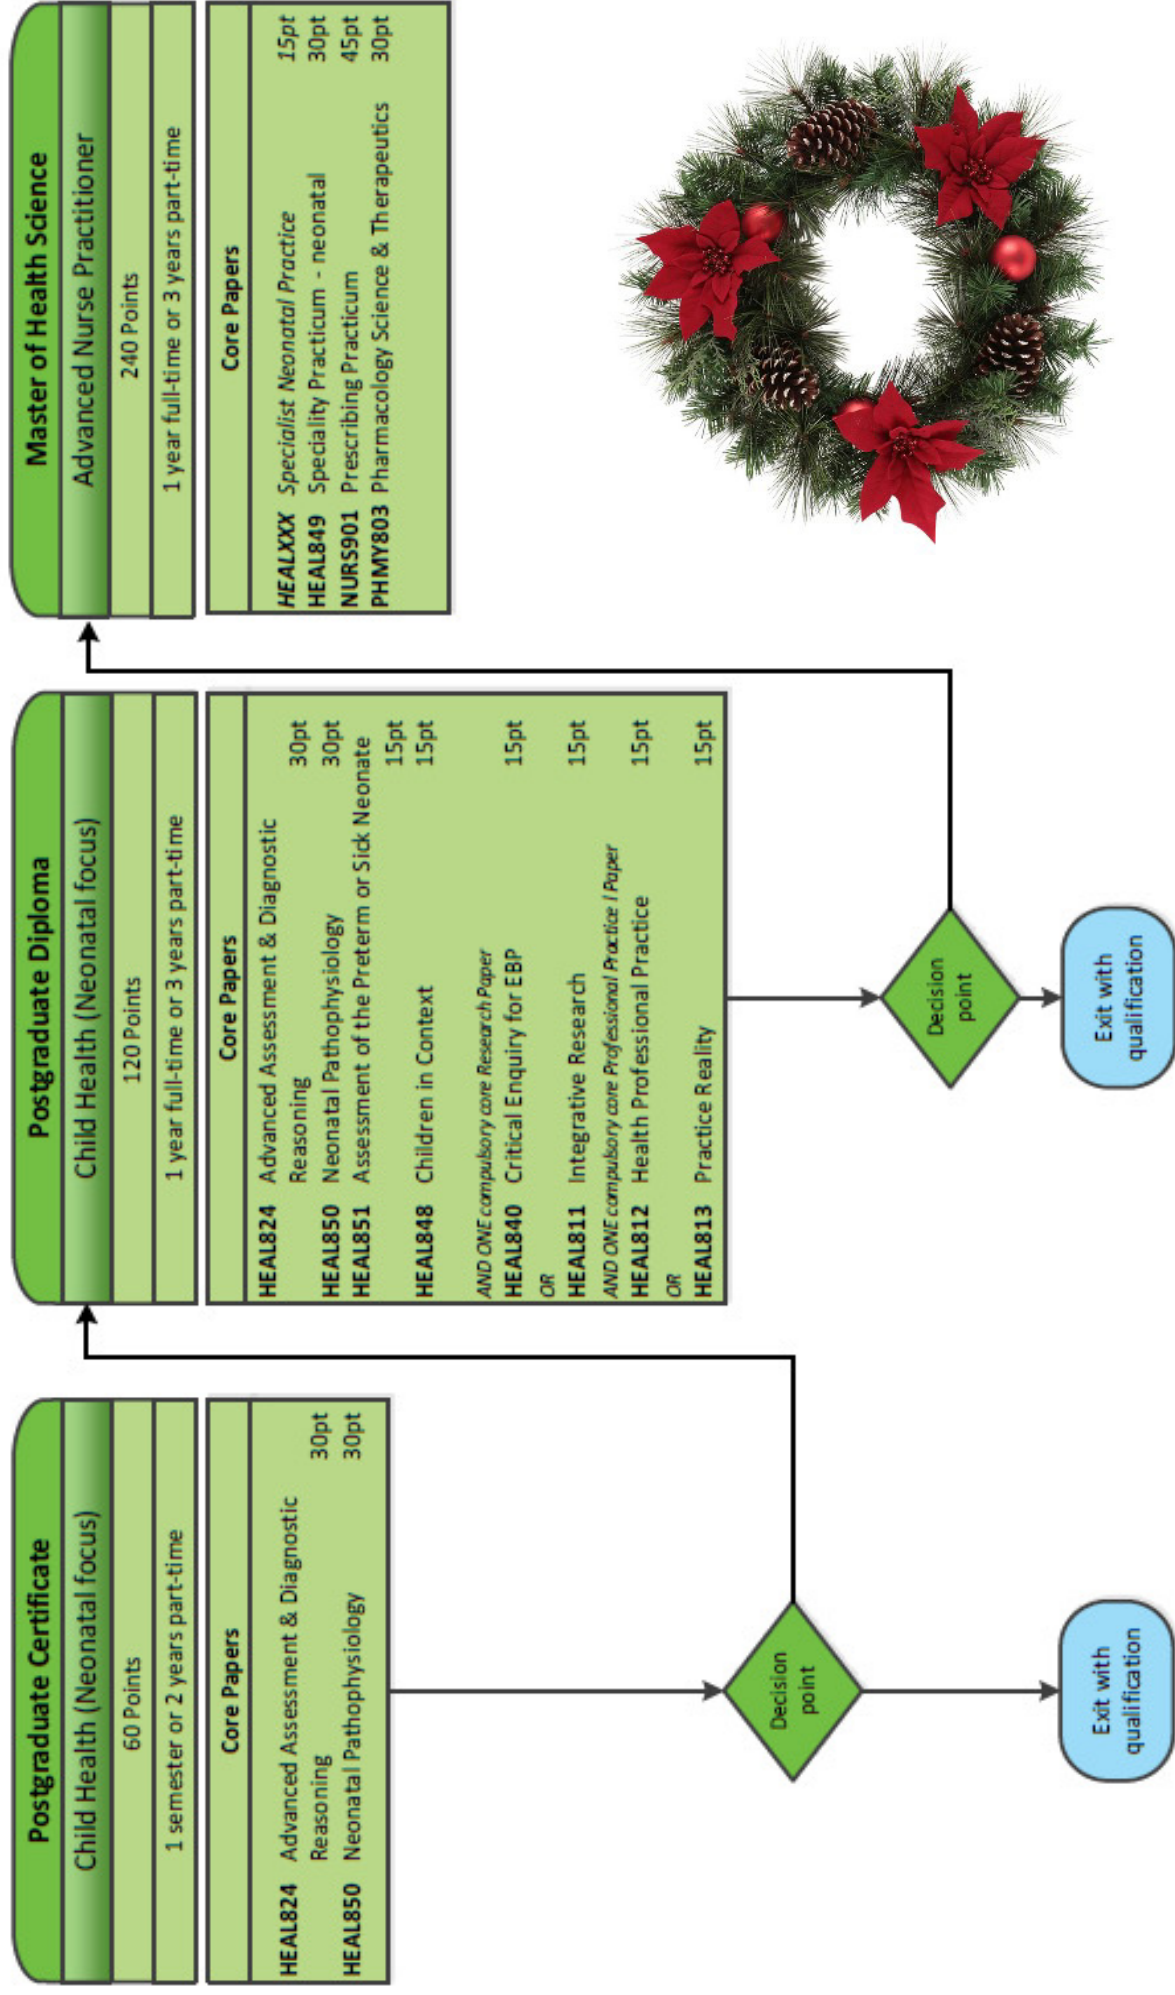 Postgraduate Certificate
Child Health (Neonatal focus)
60 Points
1 semester or 2 years part-time
Core Papers
HEAL824 Advanced Assessment & Diagnostic
Reasoning 30pt
HEAL850 Neonatal Pathophysiology 30pt
Decision
point
Exit with
qualification
Postgraduate Diploma
Child Health (Neonatal focus)
120 Points
1 year full-time or 3 years part-time
Core Papers
HEAL824 Advanced Assessment & Diagnostic
Reasoning 30pt
HEAL850 Neonatal Pathophysiology 30pt
HEAL851 Assessment of the Preterm or Sick Neonate
15pt
HEAL848 Children in Context 15pt
AND ONE compulsory core Research Paper
HEAL840 Critical Enquiry for EBP 15pt
OR
HEAL811 Integrative Research 15pt
AND ONE compulsory core Professional Practice / Paper
HEAL812 Health Professional Practice 15pt
OR
HEAL813 Practice Reality 15pt
Decision
point
Exit with
qualification
Master of Health Science
Advanced Nurse Practitioner
240 Points
1 year full-time or 3 years part-time
Core Papers
HEALXXX Specialist Neonatal Practice 15pt
HEAL849 Speciality Practicum - neonatal 30pt
NURS901 Prescribing Practicum 45pt
PHMY803 Pharmacology Science & Therapeutics 30pt